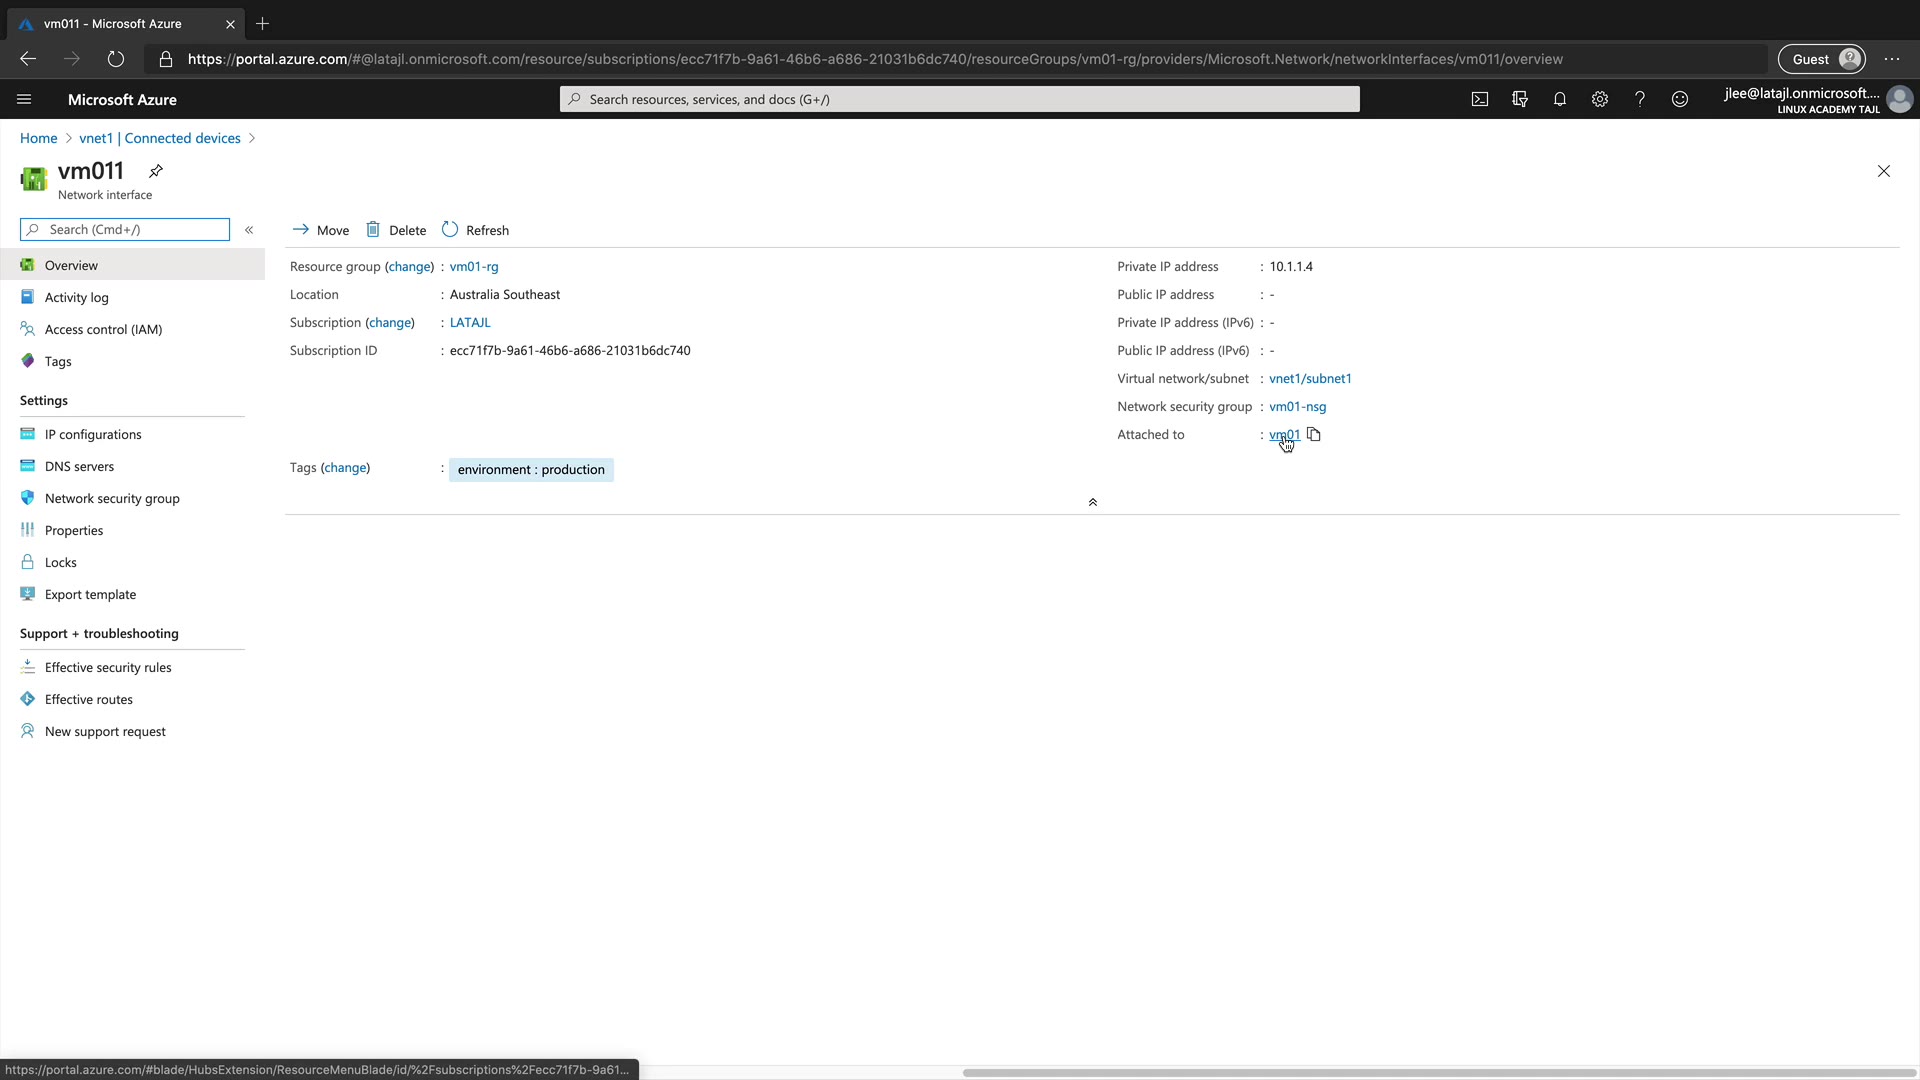 vm011 - Microsoft Azure
https://portal.azure.com/#@latajl.onmicrosoft.com/resource/subscriptions/ecc71f7b-9a61-46b6-a686-21031b6dc740/resourceGroups/vm01-rg/providers/Microsoft.Network/networkInterfaces/vm011/overview
Guest
Microsoft Azure
Search resources, services, and docs (G+/)
jlee@latajl.onmicrosoft....
LINUX ACADEMY TAJL
Home > vnet1 | Connected devices >
vm011
Network interface
Search (Cmd+/)
Overview
Activity log
Access control (IAM)
Tags
Settings
IP configurations
DNS servers
Network security group
Properties
Locks
Export template
Support + troubleshooting
Effective security rules
Effective routes
New support request
Move Delete Refresh
Resource group (change) : vm01-rg
Location : Australia Southeast
Subscription (change) : LATAJL
Subscription ID : ecc71f7b-9a61-46b6-a686-21031b6dc740
Tags (change) : environment : production
Private IP address : 10.1.1.4
Public IP address : -
Private IP address (IPv6) : -
Public IP address (IPv6) : -
Virtual network/subnet : vnet1/subnet1
Network security group : vm01-nsg
Attached to : vm01
https://portal.azure.com/#blade/HubsExtension/ResourceMenuBlade/id/%2Fsubscriptions%2Fecc71f7b-9a61...